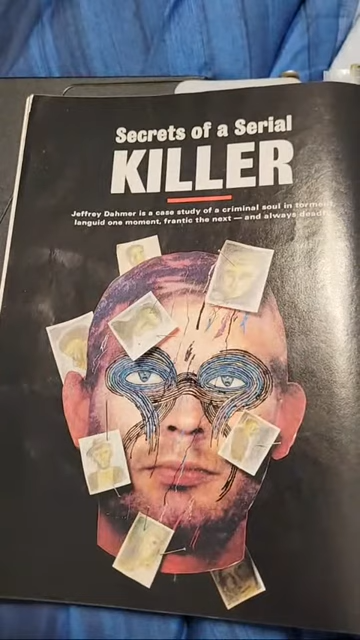 Secrets of a Serial
KILLER
Jeffrey Dahmer is a case study of a criminal soul in torment,
languid one moment, frantic the next — and always deadly